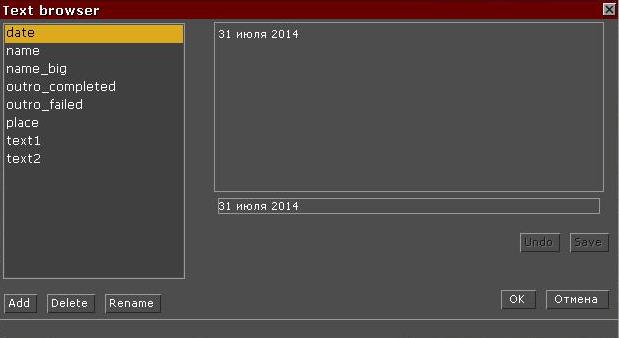 Text browser
date
name
name_big
outro_completed
outro_failed
place
text1
text2
31 июля 2014
31 июля 2014
Undo Save
Add Delete Rename
OK Отмена